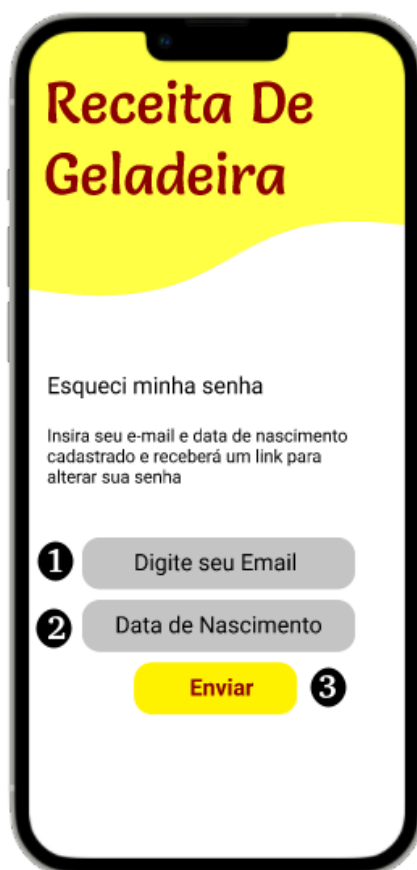 Receita De
Geladeira
Esqueci minha senha
Insira seu e-mail e data de nascimento
cadastrado e receberá um link para
alterar sua senha
1 Digite seu Email
2 Data de Nascimento
Enviar 3